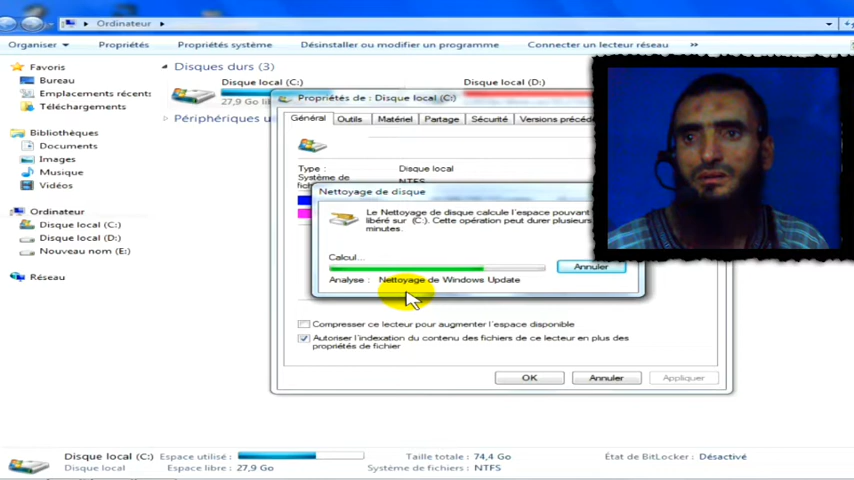 Ordinateur
Organiser
Propriétés
Propriétés système
Désinstaller ou modifier un programme
Connecter un lecteur réseau
»
Favoris
Bureau
Emplacements récents
Téléchargements
Bibliothèques
Documents
Images
Musique
Vidéos
Ordinateur
Disque local (C:)
Disque local (D:)
Nouveau nom (E:)
Réseau
Disques durs (3)
Disque local (C:)
27,9 Go li
Disque local (D:)
Périphériques u
Propriétés de : Disque local (C:)
Général
Outils
Matériel
Partage
Sécurité
Versions précéde
Type :
Disque local
Système de
fichi
NTFS
Nettoyage de disque
Le Nettoyage de disque calcule l'espace pouvant
libéré sur (C:). Cette opération peut durer plusieurs
minutes.
Calcul...
Annuler
Analyse : Nettoyage de Windows Update
Compresser ce lecteur pour augmenter l'espace disponible
Autoriser l'indexation du contenu des fichiers de ce lecteur en plus des
propriétés de fichier
OK
Annuler
Appliquer
Disque local (C:) Espace utilisé : Taille totale : 74,4 Go État de BitLocker : Désactivé
Disque local Espace libre : 27,9 Go Système de fichiers : NTFS